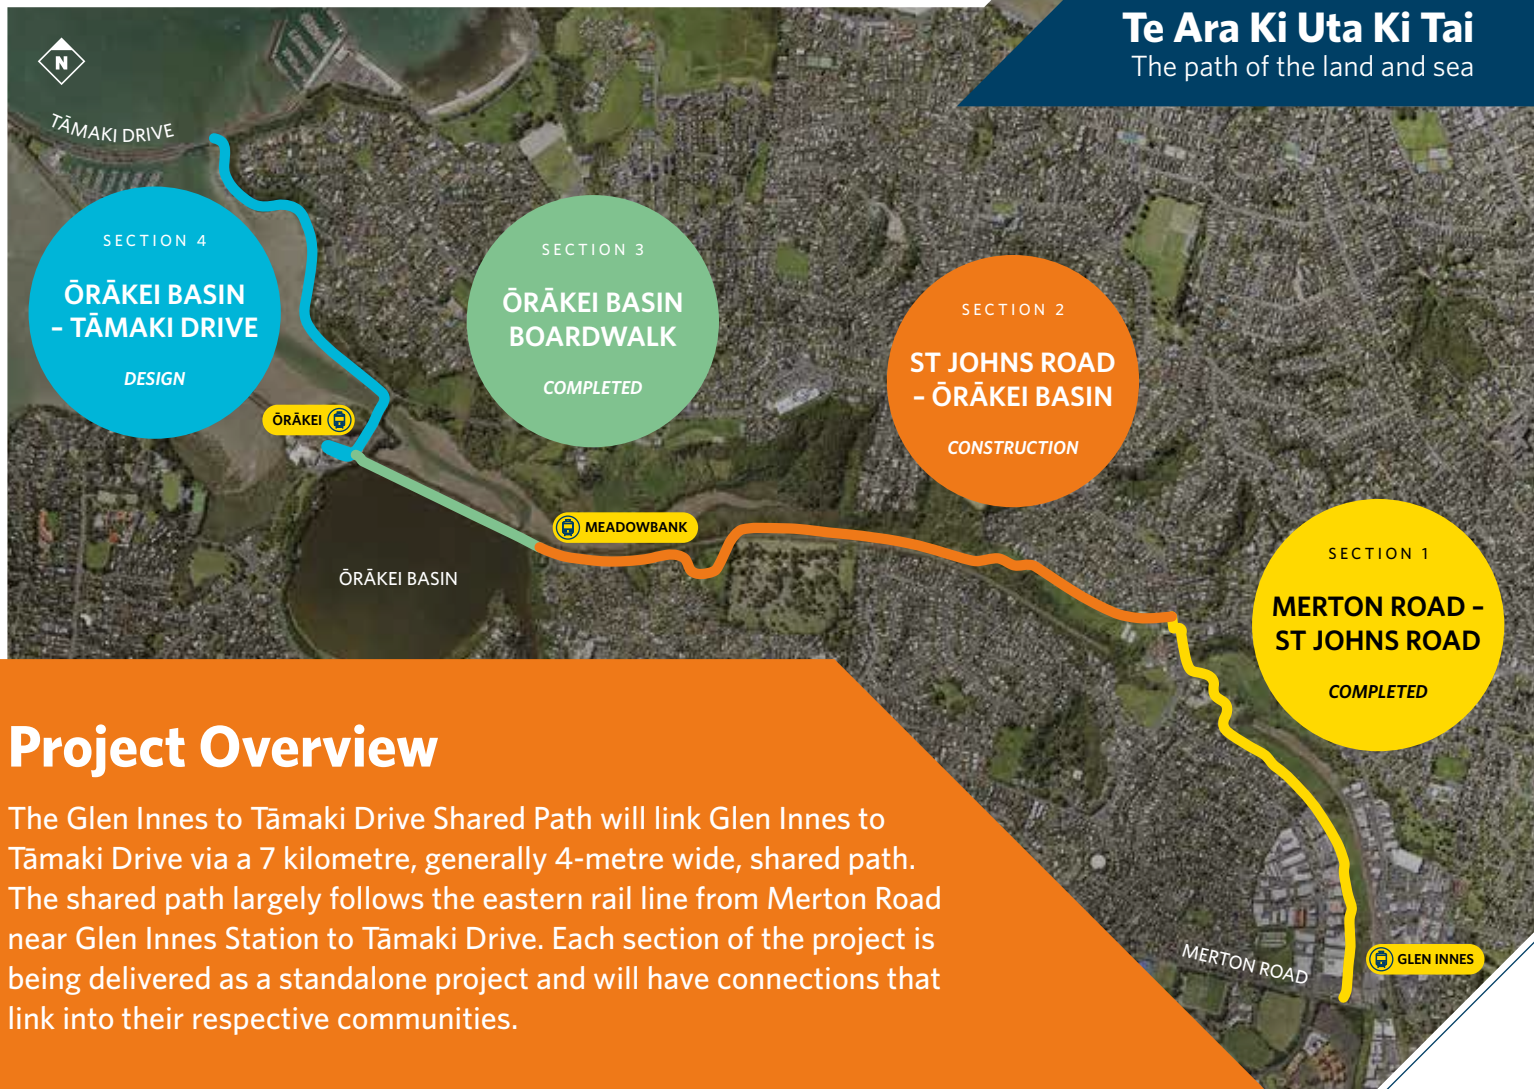 Te Ara Ki Uta Ki Tai
The path of the land and sea
N
TĀMAKI DRIVE
SECTION 4
ŌRĀKEI BASIN
– TĀMAKI DRIVE
DESIGN
SECTION 3
ŌRĀKEI BASIN
BOARDWALK
COMPLETED
SECTION 2
ST JOHNS ROAD
– ŌRĀKEI BASIN
CONSTRUCTION
ŌRĀKEI
MEADOWBANK
ŌRĀKEI BASIN
SECTION 1
MERTON ROAD –
ST JOHNS ROAD
COMPLETED
Project Overview
The Glen Innes to Tāmaki Drive Shared Path will link Glen Innes to
Tāmaki Drive via a 7 kilometre, generally 4-metre wide, shared path.
The shared path largely follows the eastern rail line from Merton Road
near Glen Innes Station to Tāmaki Drive. Each section of the project is
being delivered as a standalone project and will have connections that
link into their respective communities.
MERTON ROAD
GLEN INNES